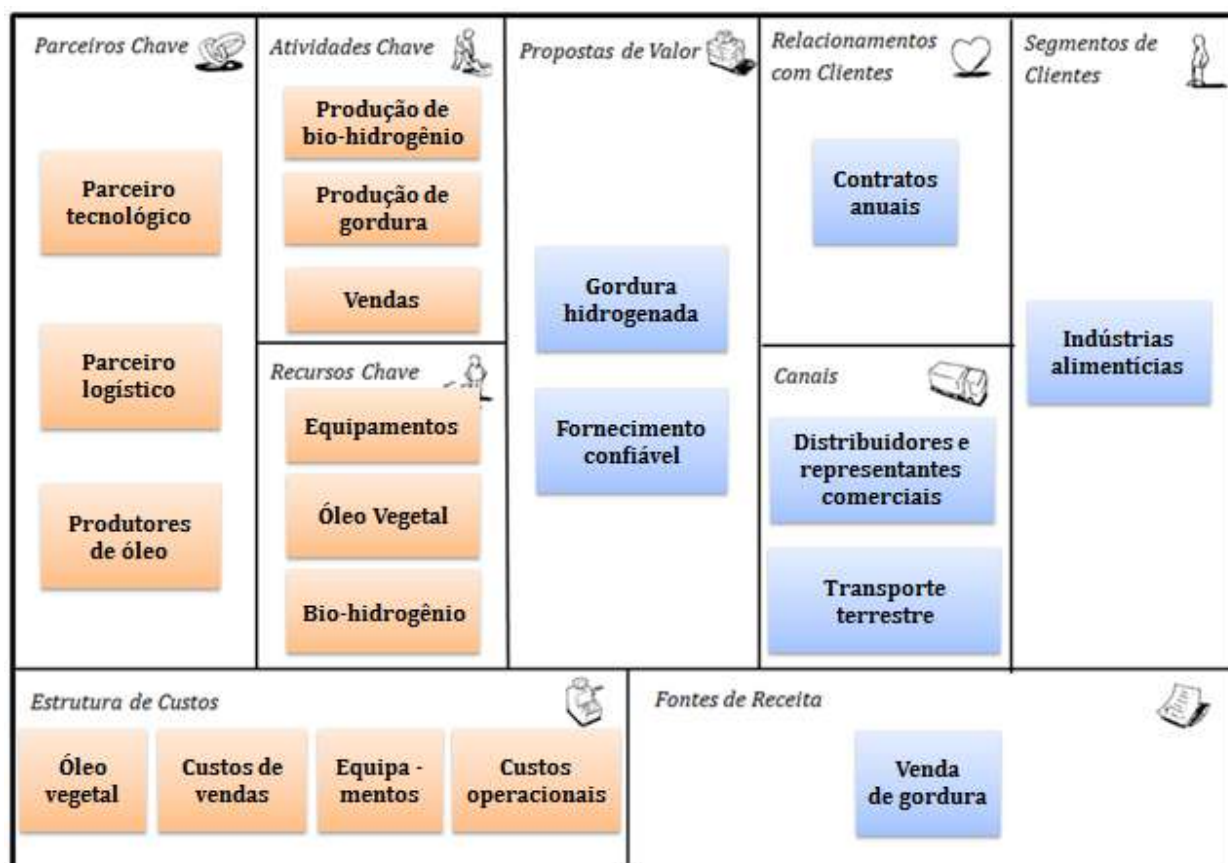 Parceiros Chave
Parceiro
tecnológico
Parceiro
logístico
Produtores
de óleo
Atividades Chave
Produção de
bio-hidrogênio
Produção de
gordura
Vendas
Recursos Chave
Equipamentos
Óleo Vegetal
Bio-hidrogênio
Propostas de Valor
Gordura
hidrogenada
Fornecimento
confiável
Relacionamentos
com Clientes
Contratos
anuais
Canais
Distribuidores e
representantes
comerciais
Transporte
terrestre
Segmentos de
Clientes
Indústrias
alimentícias
Estrutura de Custos
Óleo
vegetal
Custos de
vendas
Equipa -
mentos
Custos
operacionais
Fontes de Receita
Venda
de gordura